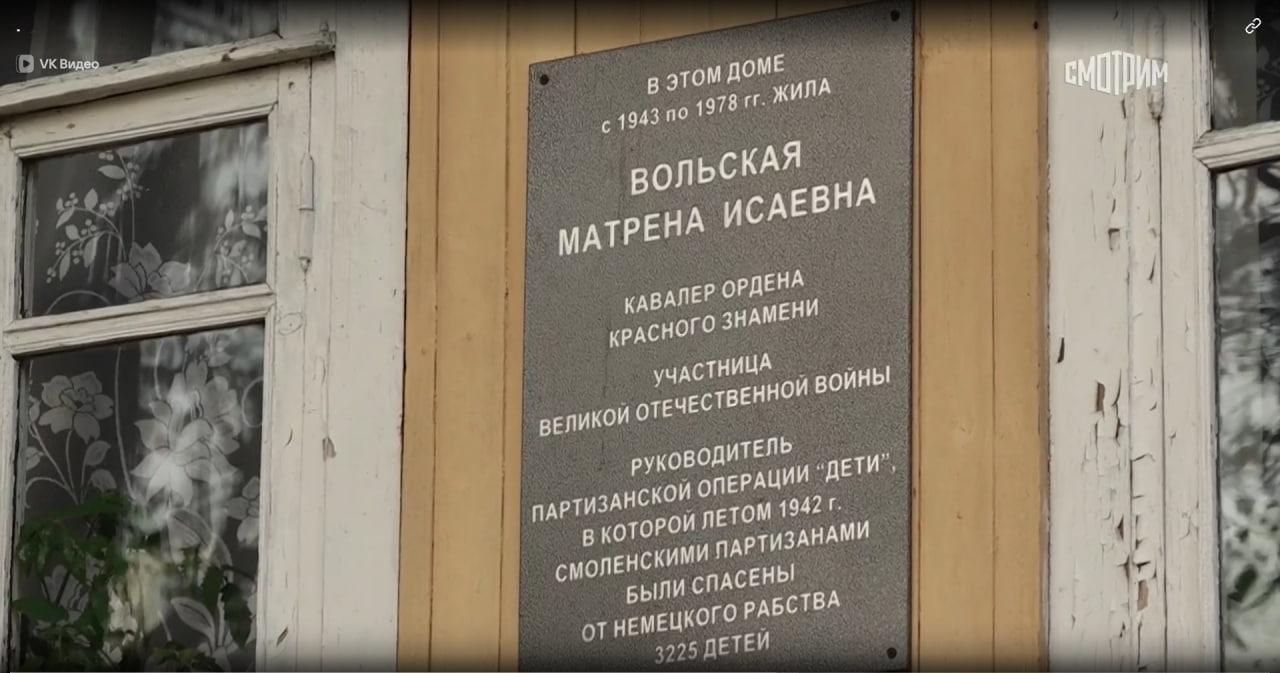 VK Видео
СМОТРИМ
В ЭТОМ ДОМЕ
с 1943 по 1978 гг. ЖИЛА
ВОЛЬСКАЯ
МАТРЕНА ИСАЕВНА
КАВАЛЕР ОРДЕНА
КРАСНОГО ЗНАМЕНИ
УЧАСТНИЦА
ВЕЛИКОЙ ОТЕЧЕСТВЕННОЙ ВОЙНЫ
РУКОВОДИТЕЛЬ
ПАРТИЗАНСКОЙ ОПЕРАЦИИ “ДЕТИ”,
В КОТОРОЙ ЛЕТОМ 1942 г.
СМОЛЕНСКИМИ ПАРТИЗАНАМИ
БЫЛИ СПАСЕНЫ
ОТ НЕМЕЦКОГО РАБСТВА
3225 ДЕТЕЙ